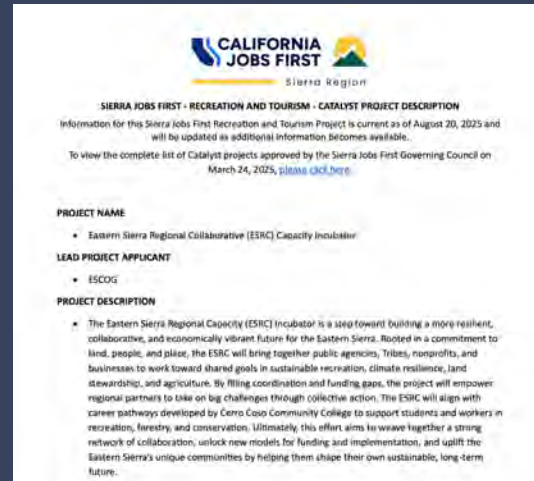 CALIFORNIA
JOBS FIRST
Sierra Region
SIERRA JOBS FIRST - RECREATION AND TOURISM - CATALYST PROJECT DESCRIPTION
Information for this Sierra Jobs First Recreation and Tourism Project is current as of August 20, 2025 and
will be updated as additional information becomes available.
To view the complete list of Catalyst projects approved by the Sierra Jobs First Governing Council on
March 24, 2025, please click here.
PROJECT NAME
• Eastern Sierra Regional Collaborative (ESRC) Capacity Incubator
LEAD PROJECT APPLICANT
• ESCOG
PROJECT DESCRIPTION
• The Eastern Sierra Regional Capacity (ESRC) Incubator is a step toward building a more resilient,
collaborative, and economically vibrant future for the Eastern Sierra. Rooted in a commitment to
land, people, and place, the ESRC will bring together public agencies, Tribes, nonprofits, and
businesses to work toward shared goals in sustainable recreation, climate resilience, land
stewardship, and agriculture. By filling coordination and funding gaps, the project will empower
regional partners to take on big challenges through collective action. The ESRC will align with
career pathways developed by Cerro Coso Community College to support students and workers in
recreation, forestry, and conservation. Ultimately, this effort aims to weave together a strong
network of collaboration, unlock new models for funding and implementation, and uplift the
Eastern Sierra's unique communities by helping them shape their own sustainable, long-term
future.